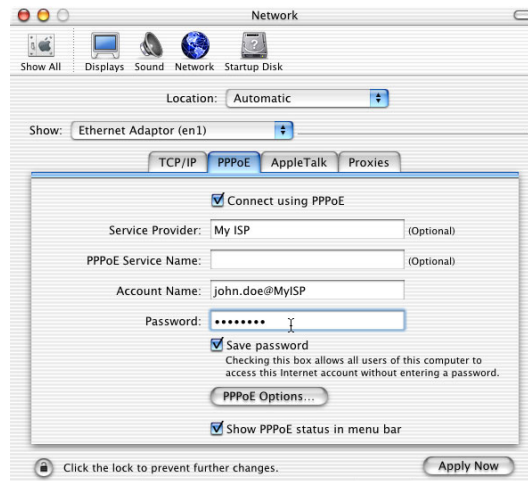 Network
Show All Displays Sound Network Startup Disk
Location: Automatic
Show: Ethernet Adaptor (en1)
TCP/IP PPPoE AppleTalk Proxies
Connect using PPPoE
Service Provider: My ISP (Optional)
PPPoE Service Name: (Optional)
Account Name: john.doe@MyISP
Password: ••••••••
Save password
Checking this box allows all users of this computer to
access this Internet account without entering a password.
PPPoE Options...
Show PPPoE status in menu bar
Click the lock to prevent further changes. Apply Now